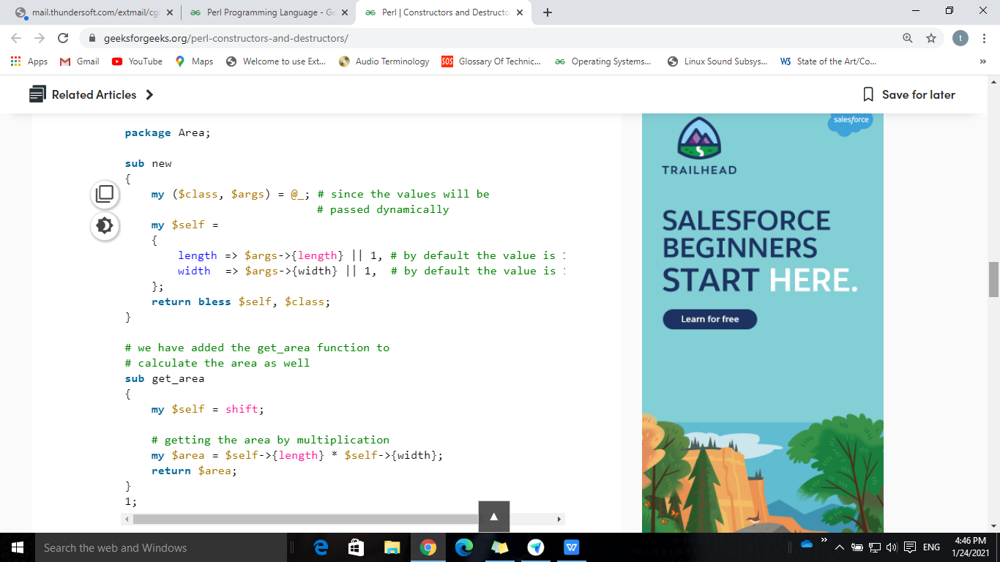 mail.thundersoft.com/extmail/cg
Perl Programming Language - Ge
Perl | Constructors and Destructo
geeksforgeeks.org/perl-constructors-and-destructors/
t
Apps
Gmail
YouTube
Maps
Welcome to use Ext...
Audio Terminology
SOS
Glossary Of Technic...
Operating Systems...
Linux Sound Subsys...
W3
State of the Art/Co...
»
Related Articles
Save for later
package Area;
sub new
{
my ($class, $args) = @_; # since the values will be
# passed dynamically
my $self =
{
length => $args->{length} || 1, # by default the value is 1
width  => $args->{width} || 1,  # by default the value is 1
};
return bless $self, $class;
}
# we have added the get_area function to
# calculate the area as well
sub get_area
{
my $self = shift;
# getting the area by multiplication
my $area = $self->{length} * $self->{width};
return $area;
}
1;
salesforce
TRAILHEAD
SALESFORCE
BEGINNERS
START HERE.
Learn for free
Search the web and Windows
ENG
4:46 PM
1/24/2021